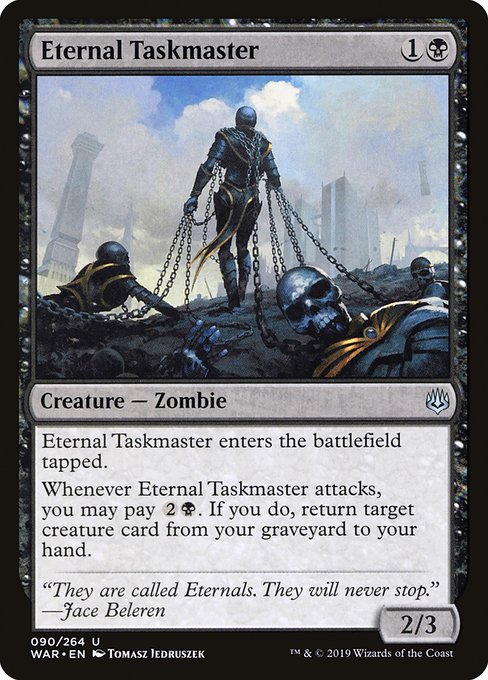 Eternal Taskmaster 1
Creature — Zombie
Eternal Taskmaster enters the battlefield
tapped.
Whenever Eternal Taskmaster attacks,
you may pay 2. If you do, return target
creature card from your graveyard to your
hand.
“They are called Eternals. They will never stop.”
—Jace Beleren
2/3
090/264 U
WAR • EN Tomasz Jedruszek
™ & © 2019 Wizards of the Coast